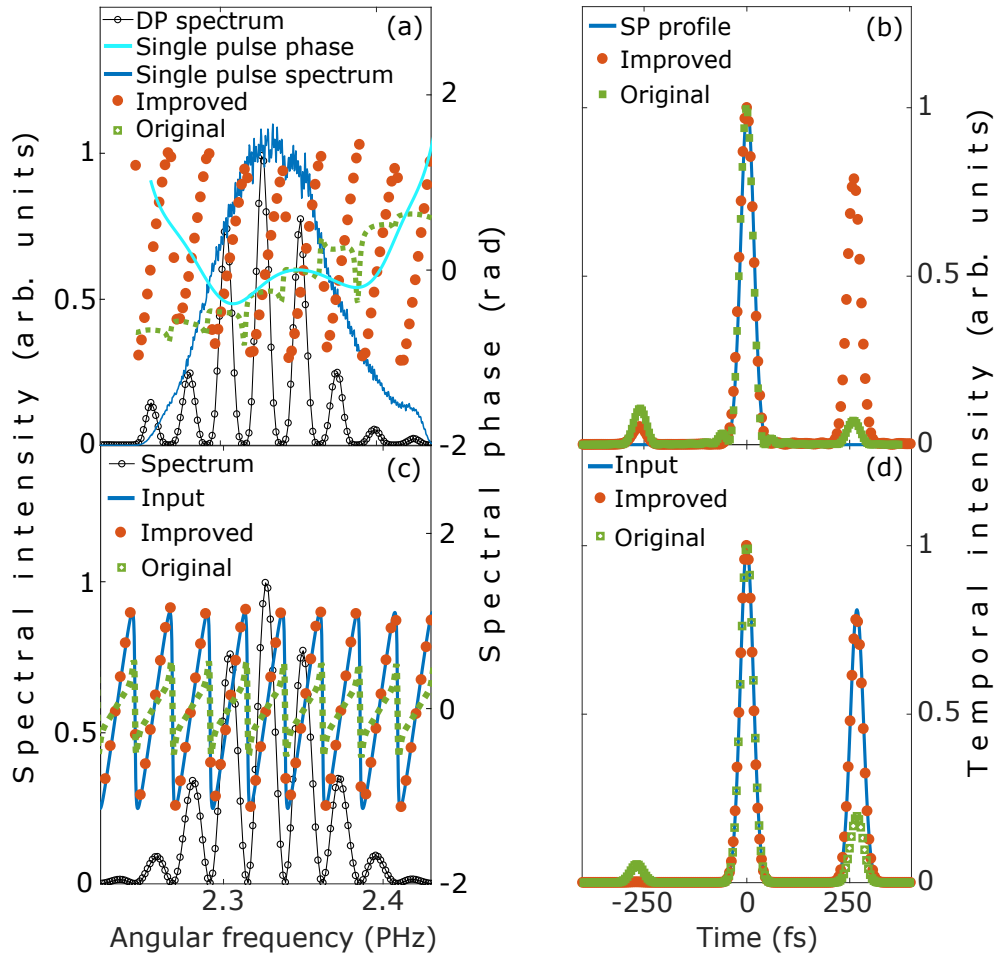 DP spectrum
(a)
Single pulse phase
Single pulse spectrum
Improved
Original
2
1
0
0.5
0
-2
(b)
SP profile
Improved
Original
1
0.5
0
(c)
Spectrum
Input
Improved
Original
2
1
0
0.5
0
-2
2.3
2.4
Angular frequency (PHz)
Spectral intensity (arb. units)
Spectral phase (rad)
(d)
Input
Improved
Original
1
0.5
0
-250
0
250
Time (fs)
Temporal intensity (arb. units)